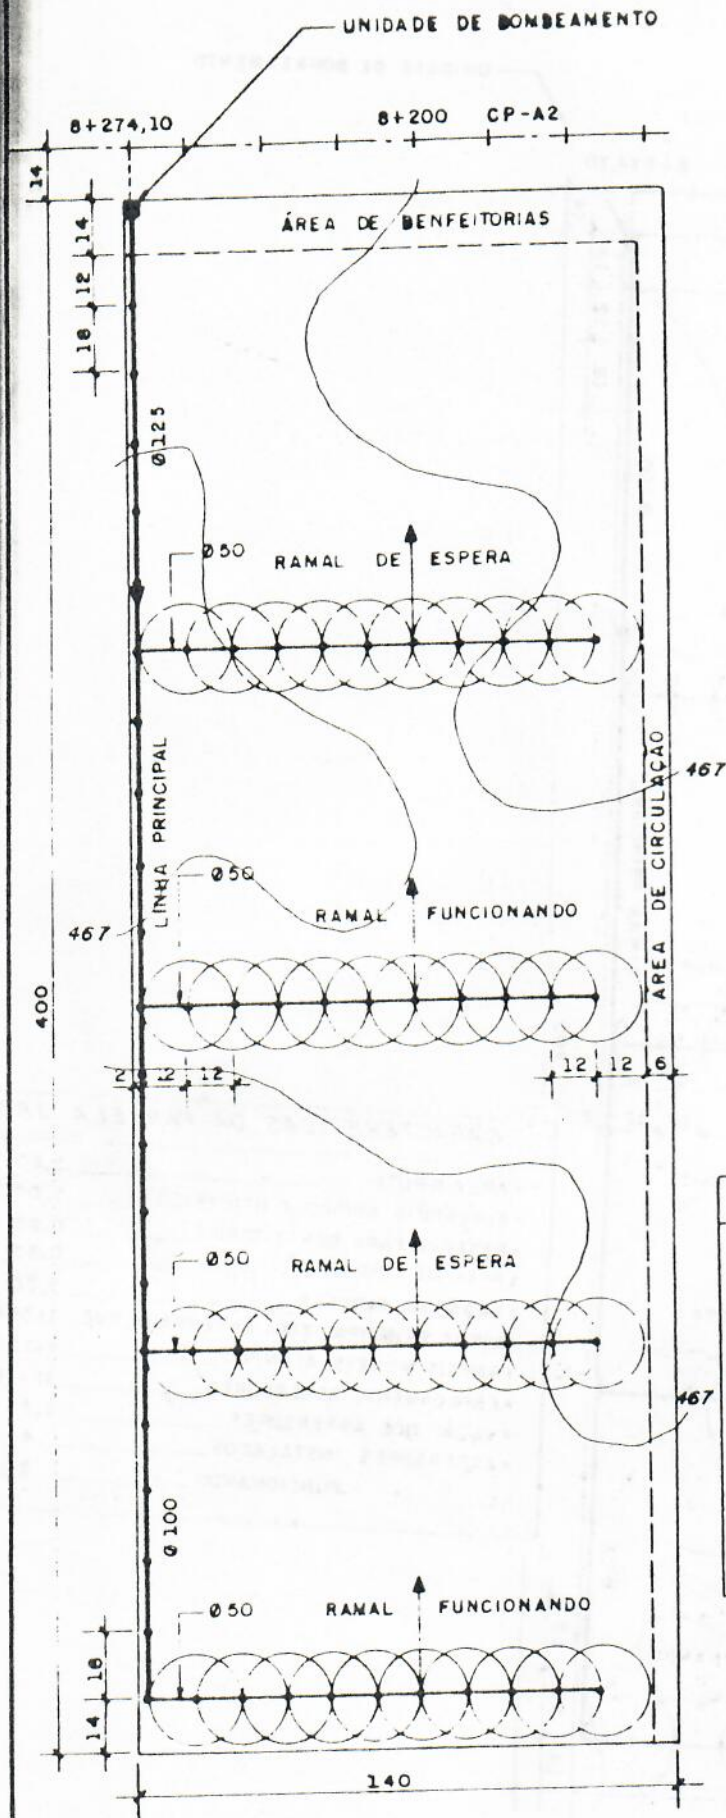 UNIDADE DE BOMBEAMENTO
8+274,10
8+200 CP-A2
14
ÁREA DE BENFEITORIAS
14
12
18
Ø125
Ø50
RAMAL DE ESPERA
LINHA PRINCIPAL
467
ÁREA DE CIRCULAÇÃO
Ø50
RAMAL FUNCIONANDO
467
400
2 12 12
12 12 6
Ø50
RAMAL DE ESPERA
467
Ø100
Ø50
RAMAL FUNCIONANDO
18
14
140